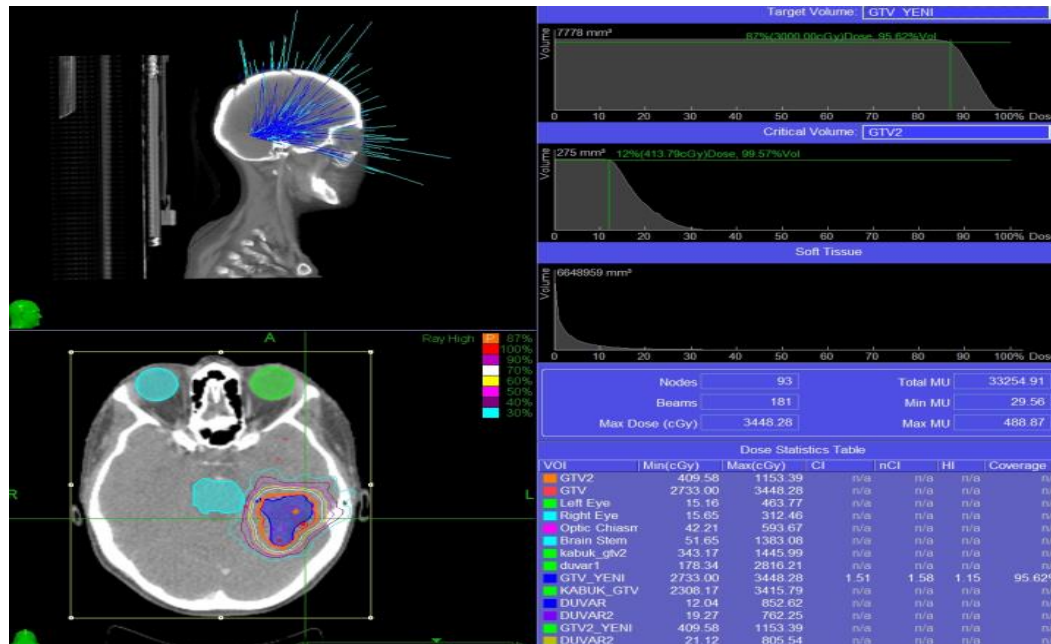 Target Volume: GTV_YENI
Volume
7778 mm³
87%(3000.00cGy)Dose, 95.62%Vol
0 10 20 30 40 50 60 70 80 90 100% Dose
Critical Volume: GTV2
Volume
275 mm³
12%(413.79cGy)Dose, 99.57%Vol
0 10 20 30 40 50 60 70 80 90 100% Dose
Soft Tissue
Volume
6648959 mm³
0 10 20 30 40 50 60 70 80 90 100% Dose
A
Ray High P 87%
100%
90%
70%
60%
50%
40%
30%
R
L
Nodes 93 Total MU 33254.91
Beams 181 Min MU 29.56
Max Dose (cGy) 3448.28 Max MU 488.87
Dose Statistics Table
VOI Min(cGy) Max(cGy) CI nCI HI Coverage
GTV2 409.58 1153.39 n/a n/a n/a n/
GTV 2733.00 3448.28 n/a n/a n/a n/
Left Eye 15.16 463.77 n/a n/a n/a n/
Right Eye 15.65 312.46 n/a n/a n/a n/
Optic Chiasm 42.21 593.67 n/a n/a n/a n/
Brain Stem 51.65 1383.08 n/a n/a n/a n/
kabuk_gtv2 343.17 1445.99 n/a n/a n/a n/
duvar1 178.34 2816.21 n/a n/a n/a n/
GTV_YENI 2733.00 3448.28 1.51 1.58 1.15 95.62%
KABUK_GTV 2308.17 3415.79 n/a n/a n/a n/
DUVAR 12.04 852.62 n/a n/a n/a n/
DUVAR2 19.27 762.25 n/a n/a n/a n/
GTV2_YENI 409.58 1153.39 n/a n/a n/a n/
DUVAR2 21.12 805.54 n/a n/a n/a n/